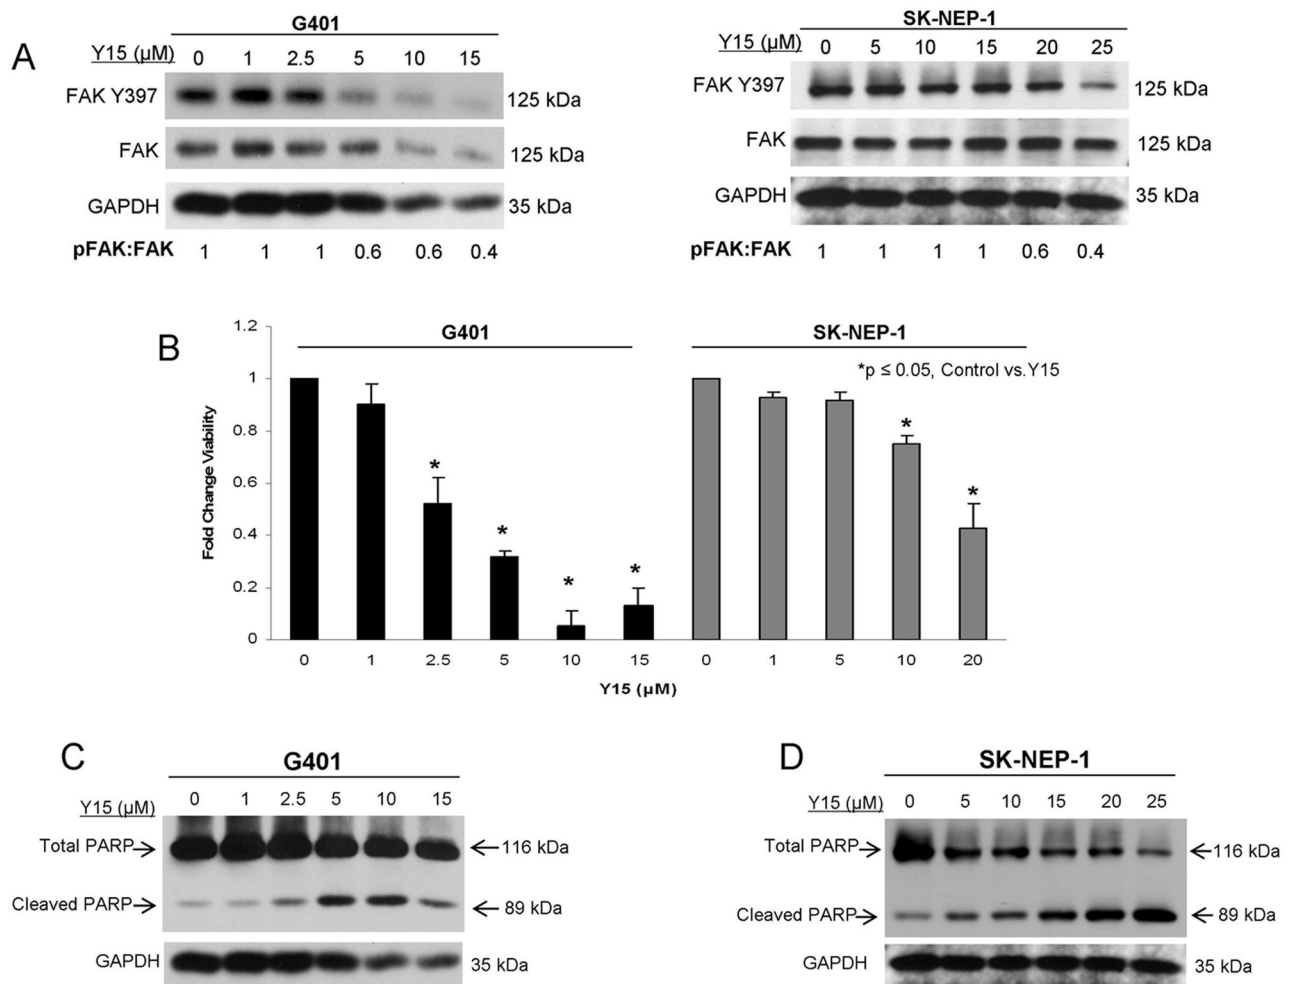 A
G401
Y15 (µM) 0 1 2.5 5 10 15
FAK Y397 125 kDa
FAK 125 kDa
GAPDH 35 kDa
pFAK:FAK 1 1 1 0.6 0.6 0.4
SK-NEP-1
Y15 (µM) 0 5 10 15 20 25
FAK Y397 125 kDa
FAK 125 kDa
GAPDH 35 kDa
pFAK:FAK 1 1 1 1 0.6 0.4
B
G401 SK-NEP-1
*p ≤ 0.05, Control vs.Y15
Fold Change Viability
1.2
1
0.8
0.6
0.4
0.2
0
* * * * * *
0 1 2.5 5 10 15 0 1 5 10 20
Y15 (µM)
C
G401
Y15 (µM) 0 1 2.5 5 10 15
Total PARP→ ←116 kDa
Cleaved PARP→ ← 89 kDa
GAPDH 35 kDa
D
SK-NEP-1
Y15 (µM) 0 5 10 15 20 25
Total PARP→ ←116 kDa
Cleaved PARP→ ← 89 kDa
GAPDH 35 kDa